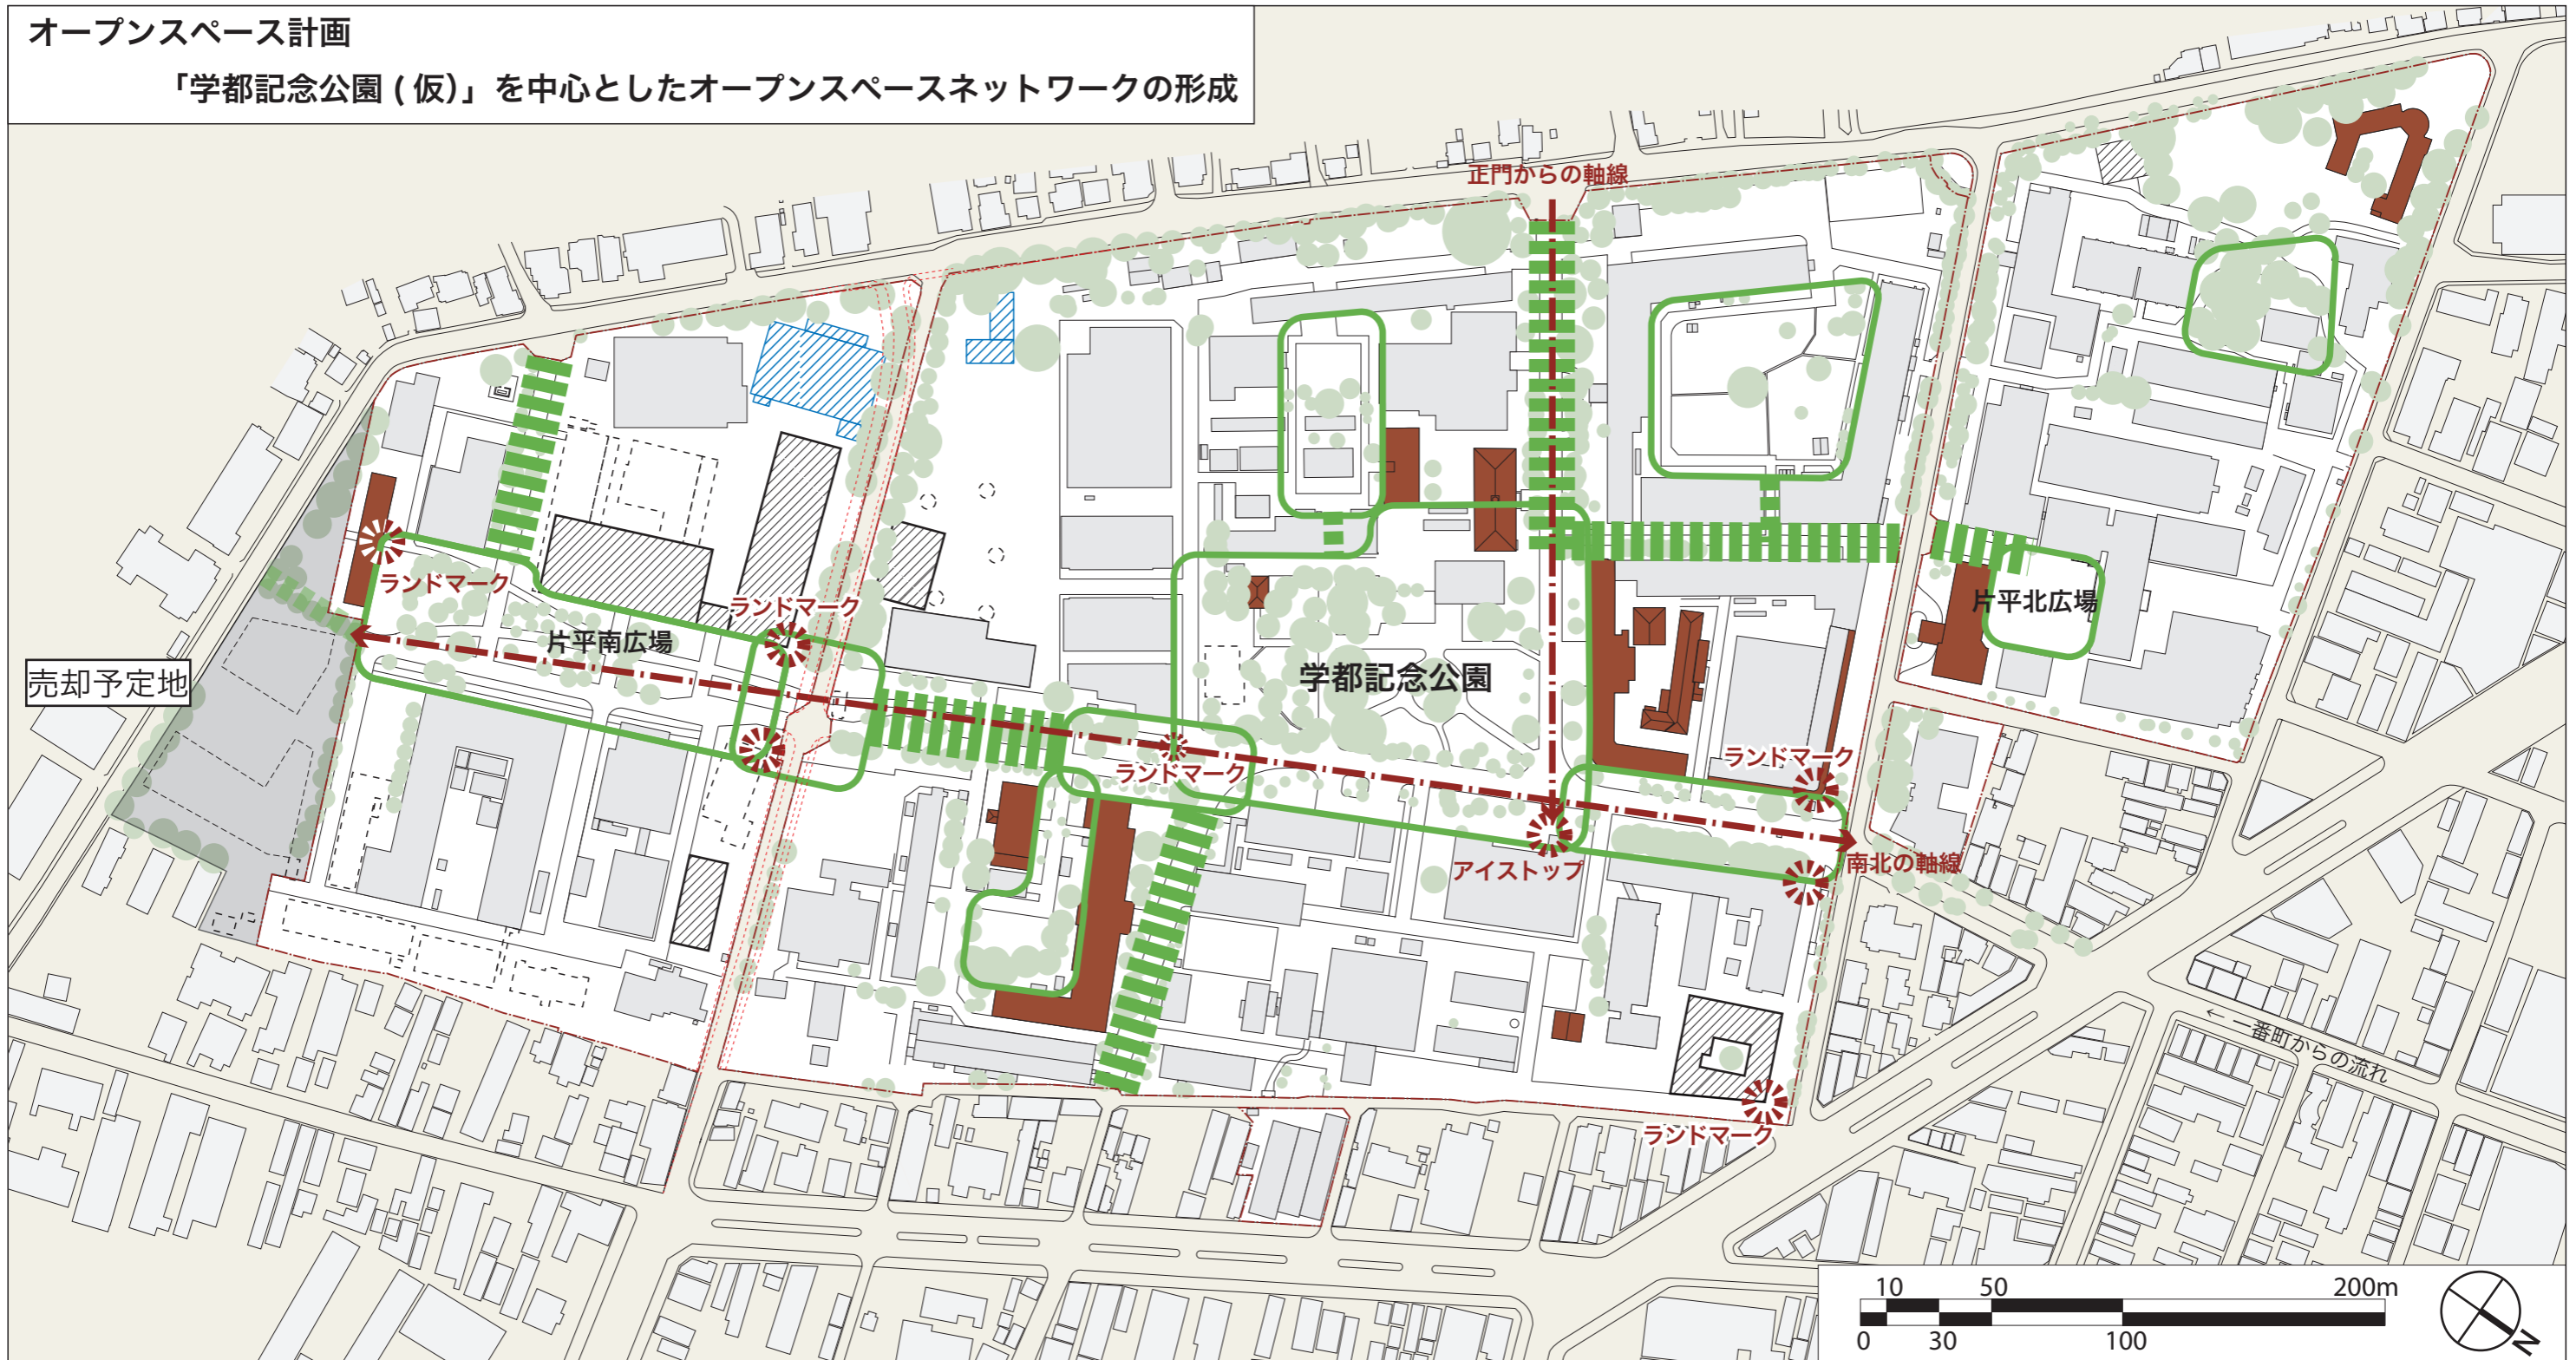 オープンスペース計画
「学都記念公園 ( 仮)」を中心としたオープンスペースネットワークの形成
正門からの軸線
ランドマーク
ランドマーク
片平南広場
売却予定地
学都記念公園
片平北広場
ランドマーク
ランドマーク
アイストップ
南北の軸線
← 一番町からの流れ
ランドマーク
10 50 200m
0 30 100
N